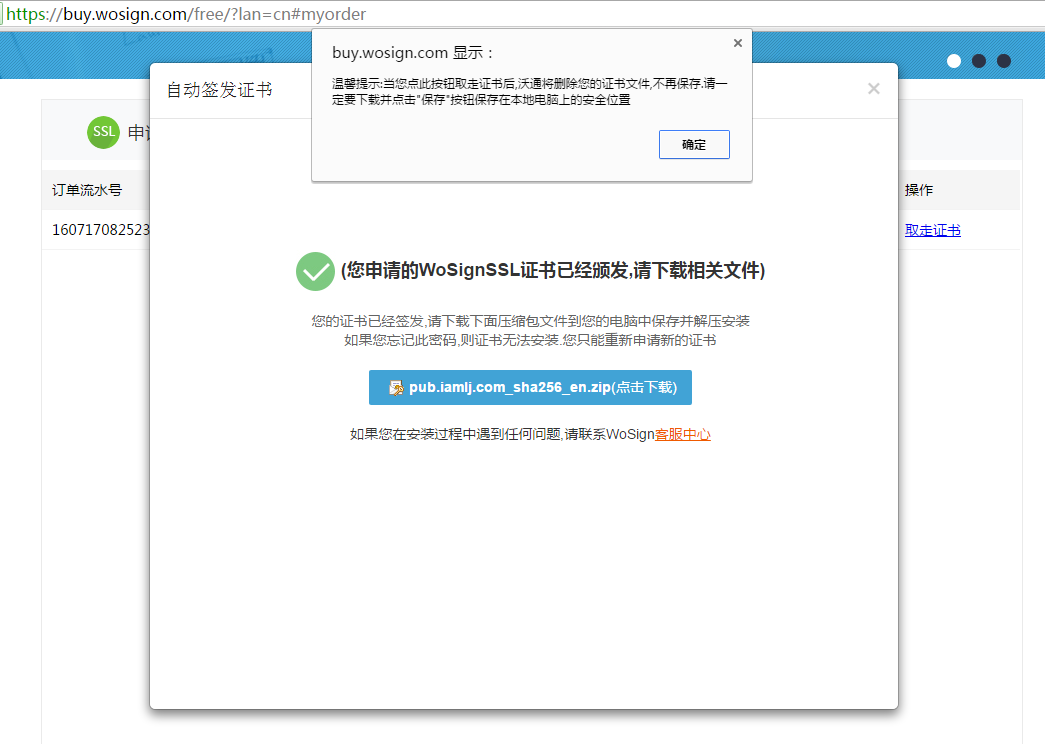 https://buy.wosign.com/free/?lan=cn#myorder
buy.wosign.com 显示：
×
温馨提示:当您点此按钮取走证书后,沃通将删除您的证书文件,不再保存.请一
定要下载并点击"保存"按钮保存在本地电脑上的安全位置
确定
自动签发证书
×
SSL 申
订单流水号
操作
160717082523
取走证书
(您申请的WoSignSSL证书已经颁发,请下载相关文件)
您的证书已经签发,请下载下面压缩包文件到您的电脑中保存并解压安装
如果您忘记此密码,则证书无法安装.您只能重新申请新的证书
pub.iamlj.com_sha256_en.zip(点击下载)
如果您在安装过程中遇到任何问题,请联系WoSign客服中心